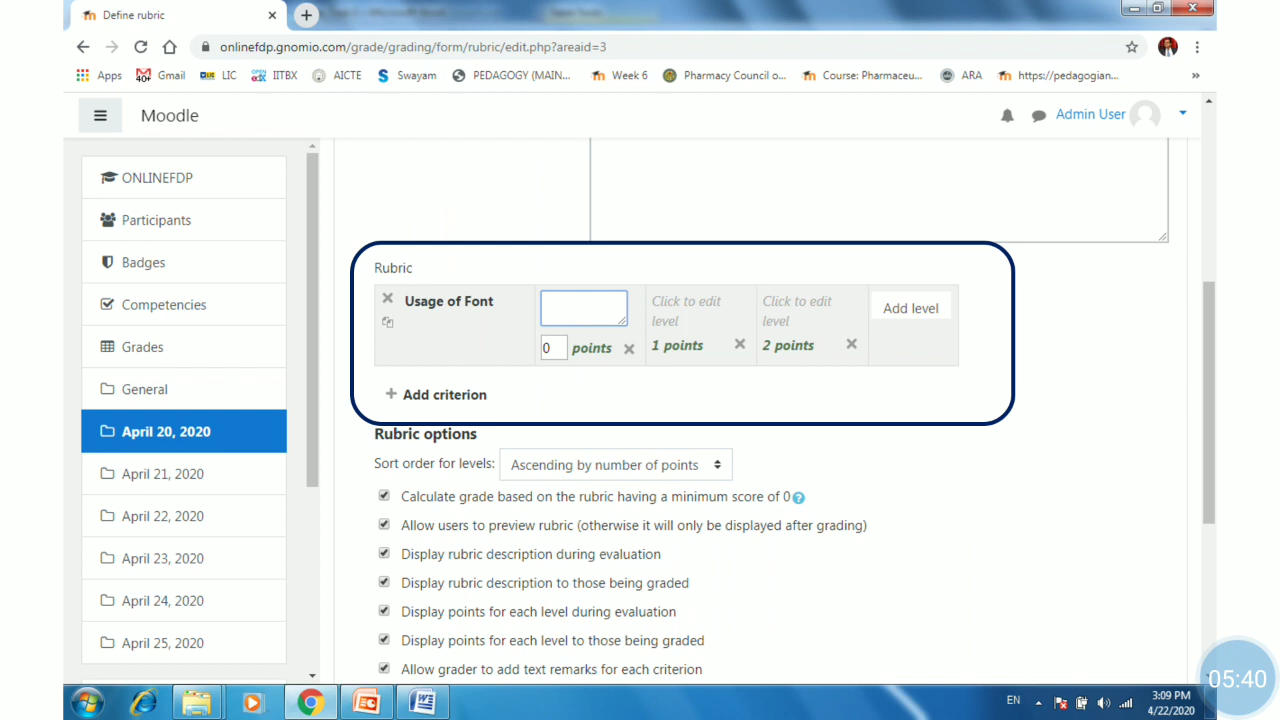 Define rubric
onlinefdp.gnomio.com/grade/grading/form/rubric/edit.php?areaid=3
Apps Gmail LIC IITBX AICTE Swayam PEDAGOGY (MAIN... Week 6 Pharmacy Council o... Course: Pharmaceu... ARA https://pedagogian... »
Moodle
Admin User
ONLINEFDP
Participants
Badges
Competencies
Grades
General
April 20, 2020
April 21, 2020
April 22, 2020
April 23, 2020
April 24, 2020
April 25, 2020
Rubric
Usage of Font
0 points
Click to edit
level
1 points
Click to edit
level
2 points
Add level
Add criterion
Rubric options
Sort order for levels: Ascending by number of points
Calculate grade based on the rubric having a minimum score of 0
Allow users to preview rubric (otherwise it will only be displayed after grading)
Display rubric description during evaluation
Display rubric description to those being graded
Display points for each level during evaluation
Display points for each level to those being graded
Allow grader to add text remarks for each criterion
05:40
EN
3:09 PM
4/22/2020